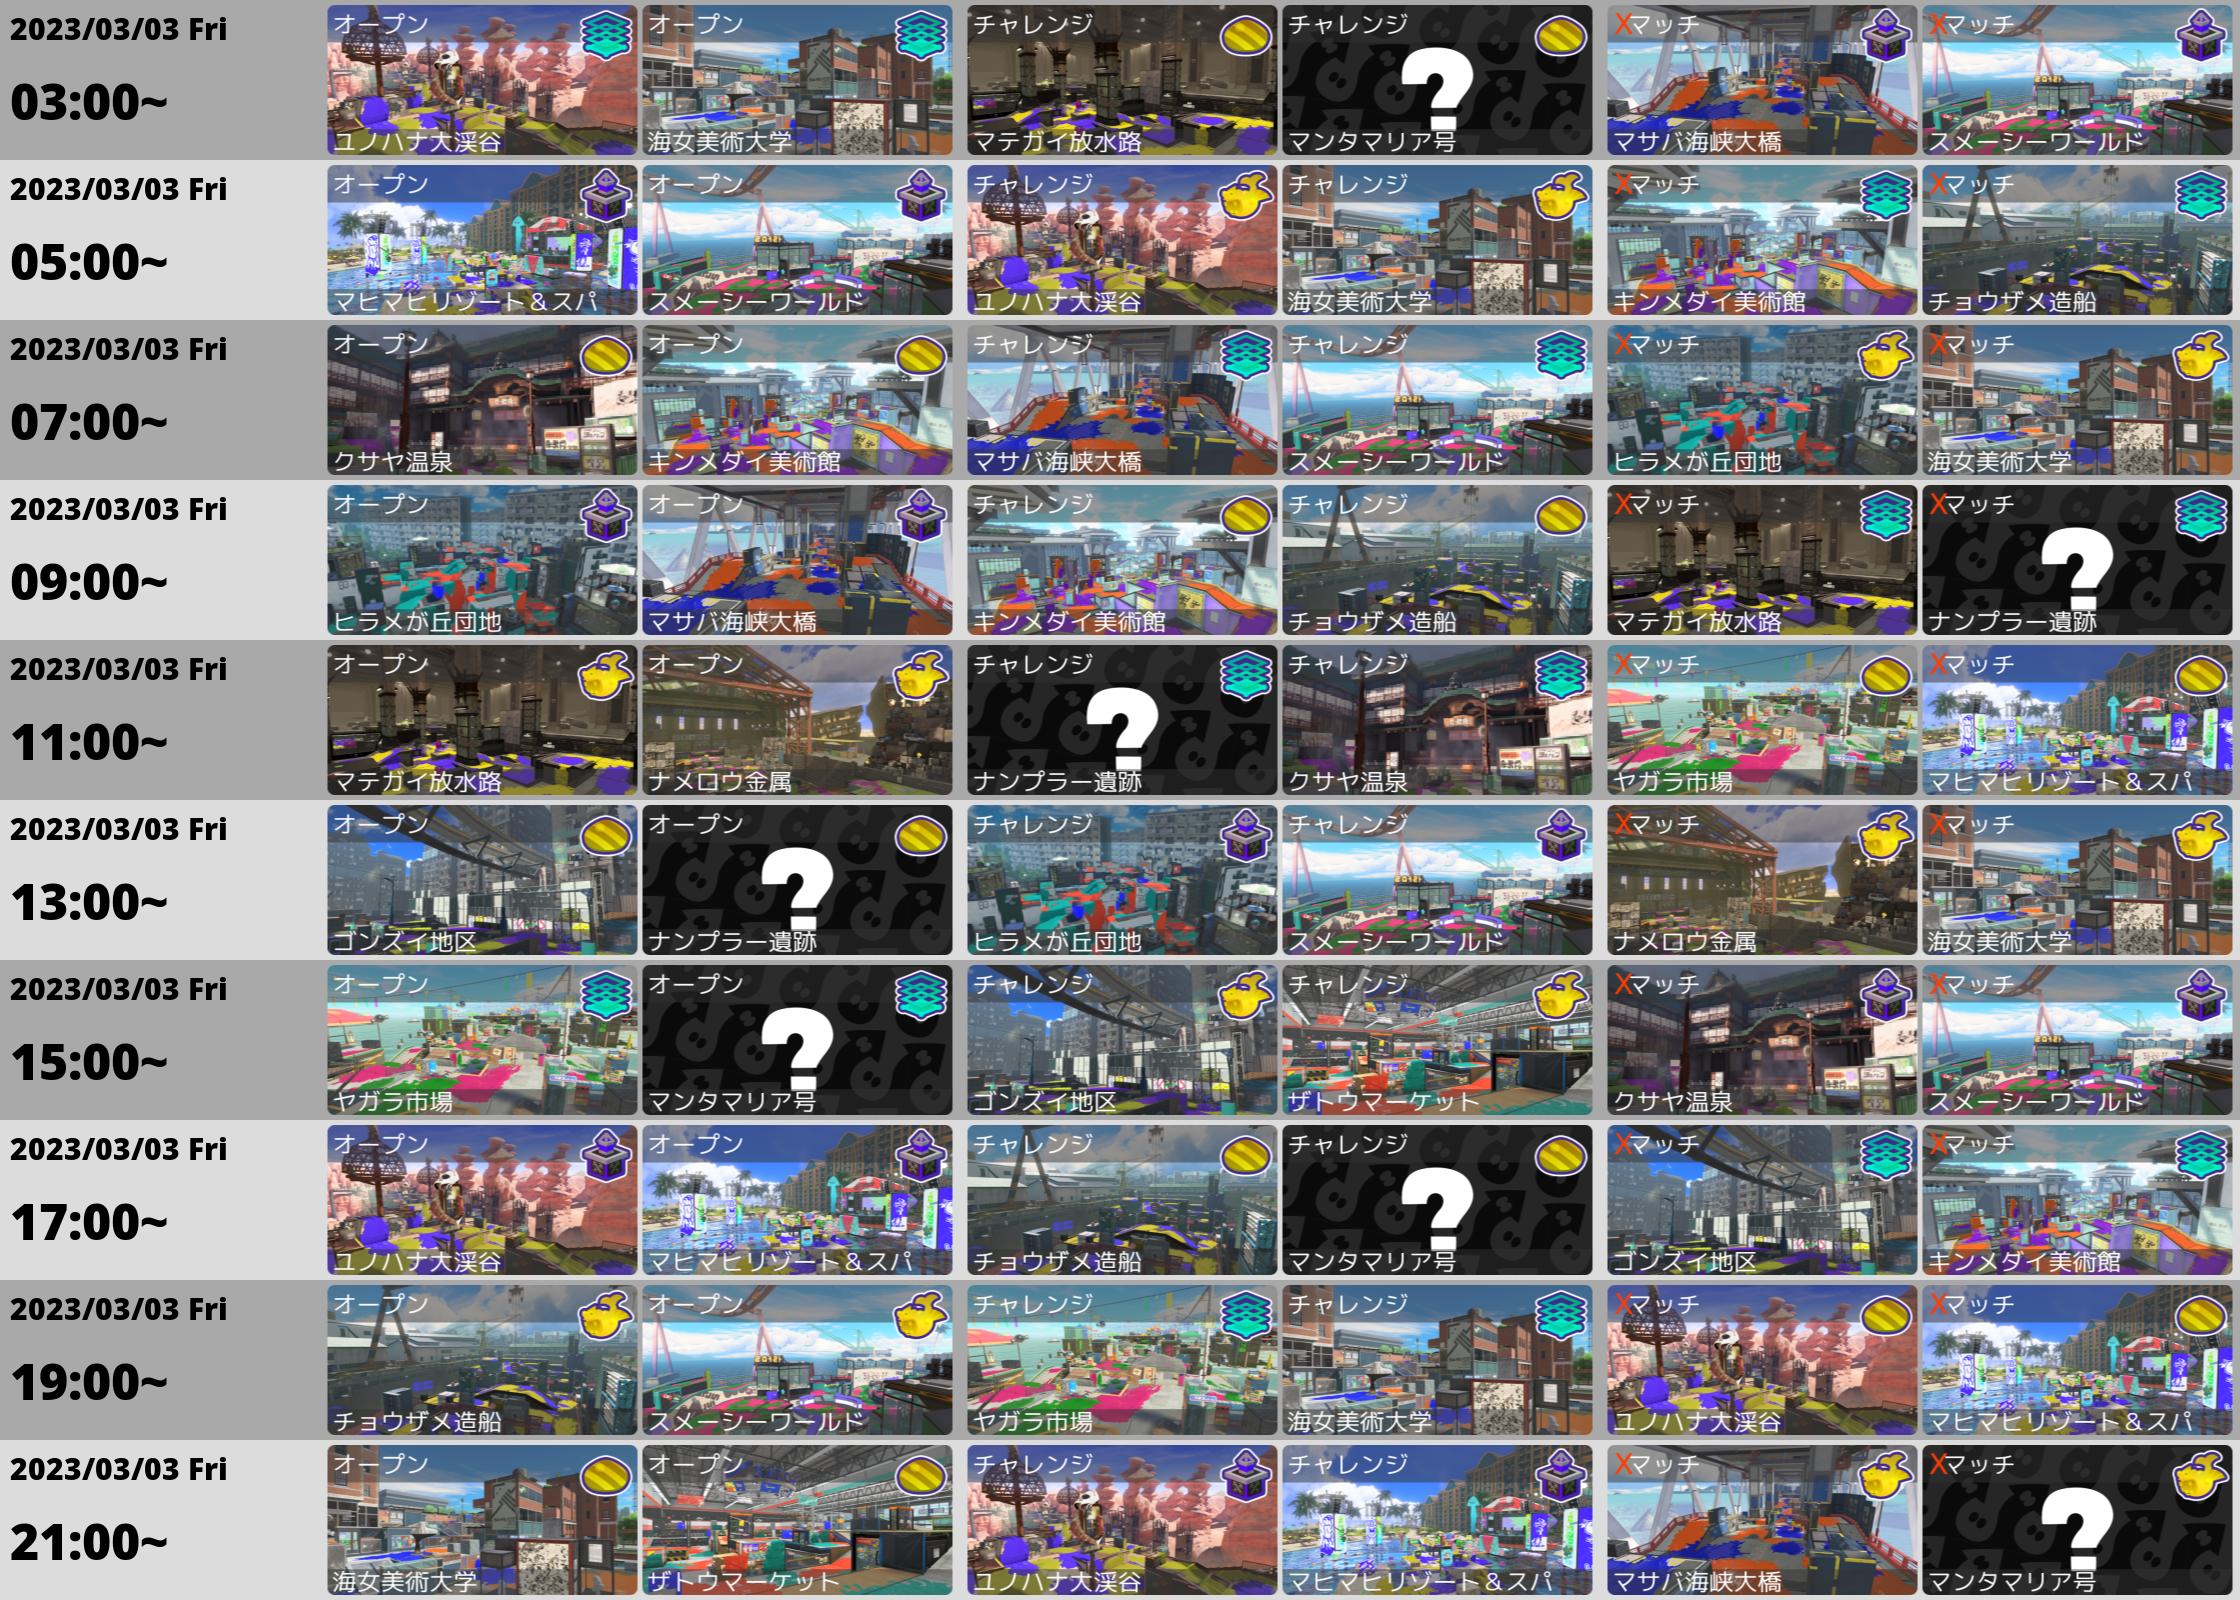 2023/03/03 Fri
03:00~
オープン
ユノハナ大渓谷
オープン
海女美術大学
チャレンジ
マテガイ放水路
チャレンジ
マンタマリア号
Xマッチ
マサバ海峡大橋
Xマッチ
スメーシーワールド
2023/03/03 Fri
05:00~
オープン
マヒマヒリゾート＆スパ
オープン
スメーシーワールド
チャレンジ
ユノハナ大渓谷
チャレンジ
海女美術大学
Xマッチ
キンメダイ美術館
Xマッチ
チョウザメ造船
2023/03/03 Fri
07:00~
オープン
クサヤ温泉
オープン
キンメダイ美術館
チャレンジ
マサバ海峡大橋
チャレンジ
スメーシーワールド
Xマッチ
ヒラメが丘団地
Xマッチ
海女美術大学
2023/03/03 Fri
09:00~
オープン
ヒラメが丘団地
オープン
マサバ海峡大橋
チャレンジ
キンメダイ美術館
チャレンジ
チョウザメ造船
Xマッチ
マテガイ放水路
Xマッチ
ナンプラー遺跡
2023/03/03 Fri
11:00~
オープン
マテガイ放水路
オープン
ナメロウ金属
チャレンジ
ナンプラー遺跡
チャレンジ
クサヤ温泉
Xマッチ
ヤガラ市場
Xマッチ
マヒマヒリゾート＆スパ
2023/03/03 Fri
13:00~
オープン
ゴンズイ地区
オープン
ナンプラー遺跡
チャレンジ
ヒラメが丘団地
チャレンジ
スメーシーワールド
Xマッチ
ナメロウ金属
Xマッチ
海女美術大学
2023/03/03 Fri
15:00~
オープン
ヤガラ市場
オープン
マンタマリア号
チャレンジ
ゴンズイ地区
チャレンジ
ザトウマーケット
Xマッチ
クサヤ温泉
Xマッチ
スメーシーワールド
2023/03/03 Fri
17:00~
オープン
ユノハナ大渓谷
オープン
マヒマヒリゾート＆スパ
チャレンジ
チョウザメ造船
チャレンジ
マンタマリア号
Xマッチ
ゴンズイ地区
Xマッチ
キンメダイ美術館
2023/03/03 Fri
19:00~
オープン
チョウザメ造船
オープン
スメーシーワールド
チャレンジ
ヤガラ市場
チャレンジ
海女美術大学
Xマッチ
ユノハナ大渓谷
Xマッチ
マヒマヒリゾート＆スパ
2023/03/03 Fri
21:00~
オープン
海女美術大学
オープン
ザトウマーケット
チャレンジ
ユノハナ大渓谷
チャレンジ
マヒマヒリゾート＆スパ
Xマッチ
マサバ海峡大橋
Xマッチ
マンタマリア号